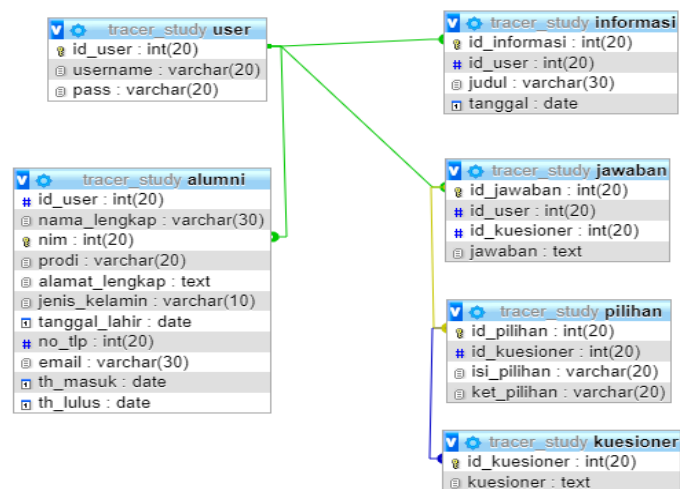 tracer_study user
id_user : int(20)
username : varchar(20)
pass : varchar(20)
tracer_study informasi
id_informasi : int(20)
id_user : int(20)
judul : varchar(30)
tanggal : date
tracer_study alumni
id_user : int(20)
nama_lengkap : varchar(30)
nim : int(20)
prodi : varchar(20)
alamat_lengkap : text
jenis_kelamin : varchar(10)
tanggal_lahir : date
no_tlp : int(20)
email : varchar(30)
th_masuk : date
th_lulus : date
tracer_study jawaban
id_jawaban : int(20)
id_user : int(20)
id_kuesioner : int(20)
jawaban : text
tracer_study pilihan
id_pilihan : int(20)
id_kuesioner : int(20)
isi_pilihan : varchar(20)
ket_pilihan : varchar(20)
tracer_study kuesioner
id_kuesioner : int(20)
kuesioner : text